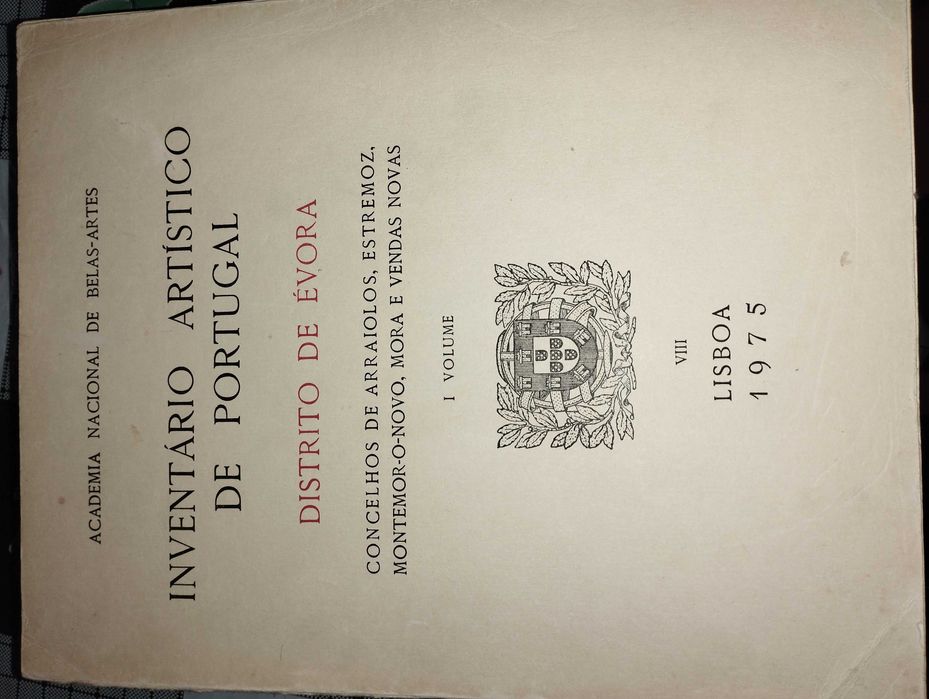 ACADEMIA NACIONAL DE BELAS-ARTES
INVENTÁRIO ARTÍSTICO
DE PORTUGAL
DISTRITO DE ÉVORA
CONCELHOS DE ARRAIOLOS, ESTREMOZ,
MONTEMOR-O-NOVO, MORA E VENDAS NOVAS
I VOLUME
VIII
LISBOA
1975